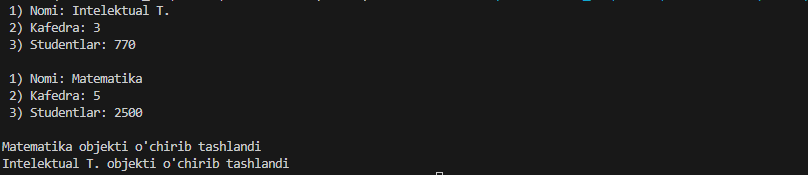 1) Nomi: Intelektual T.
2) Kafedra: 3
3) Studentlar: 770
1) Nomi: Matematika
2) Kafedra: 5
3) Studentlar: 2500
Matematika objekti o'chirib tashlandi
Intelektual T. objekti o'chirib tashlandi